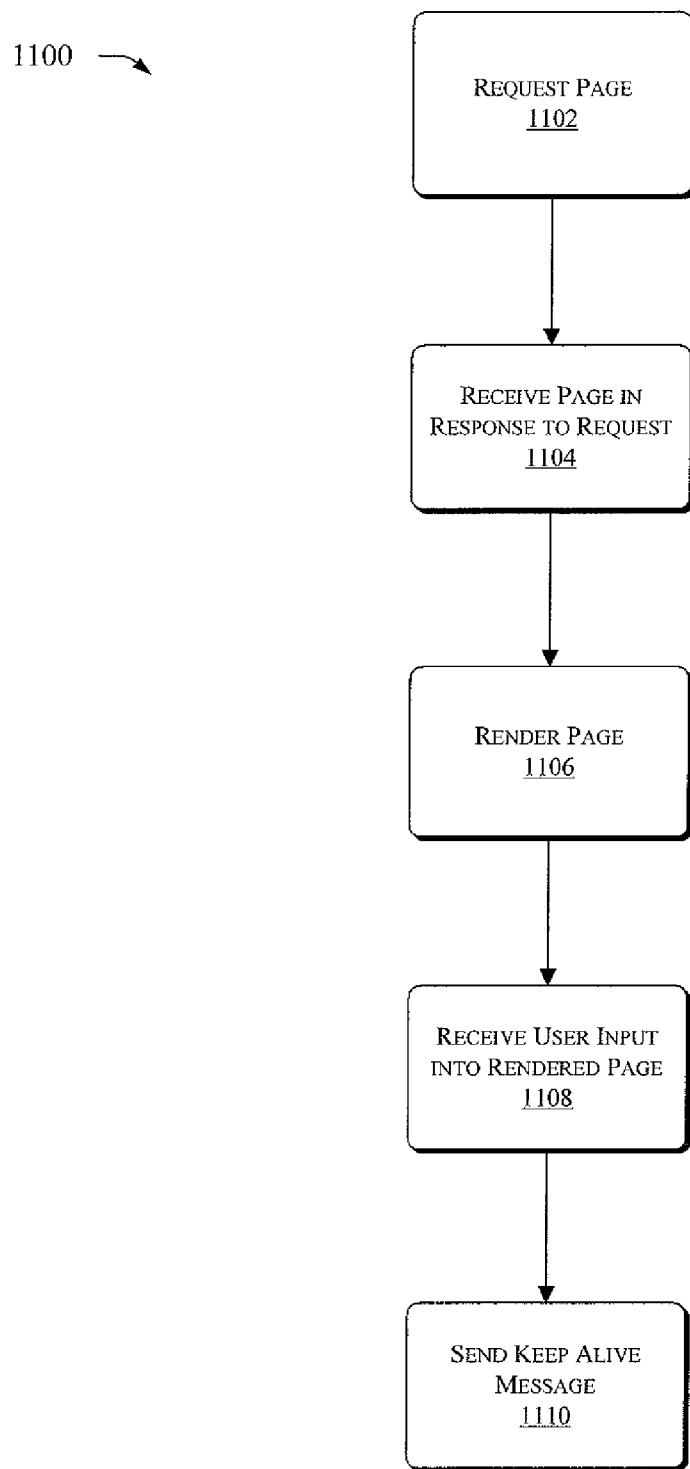 1100
REQUEST PAGE
1102
RECEIVE PAGE IN
RESPONSE TO REQUEST
1104
RENDER PAGE
1106
RECEIVE USER INPUT
INTO RENDERED PAGE
1108
SEND KEEP ALIVE
MESSAGE
1110